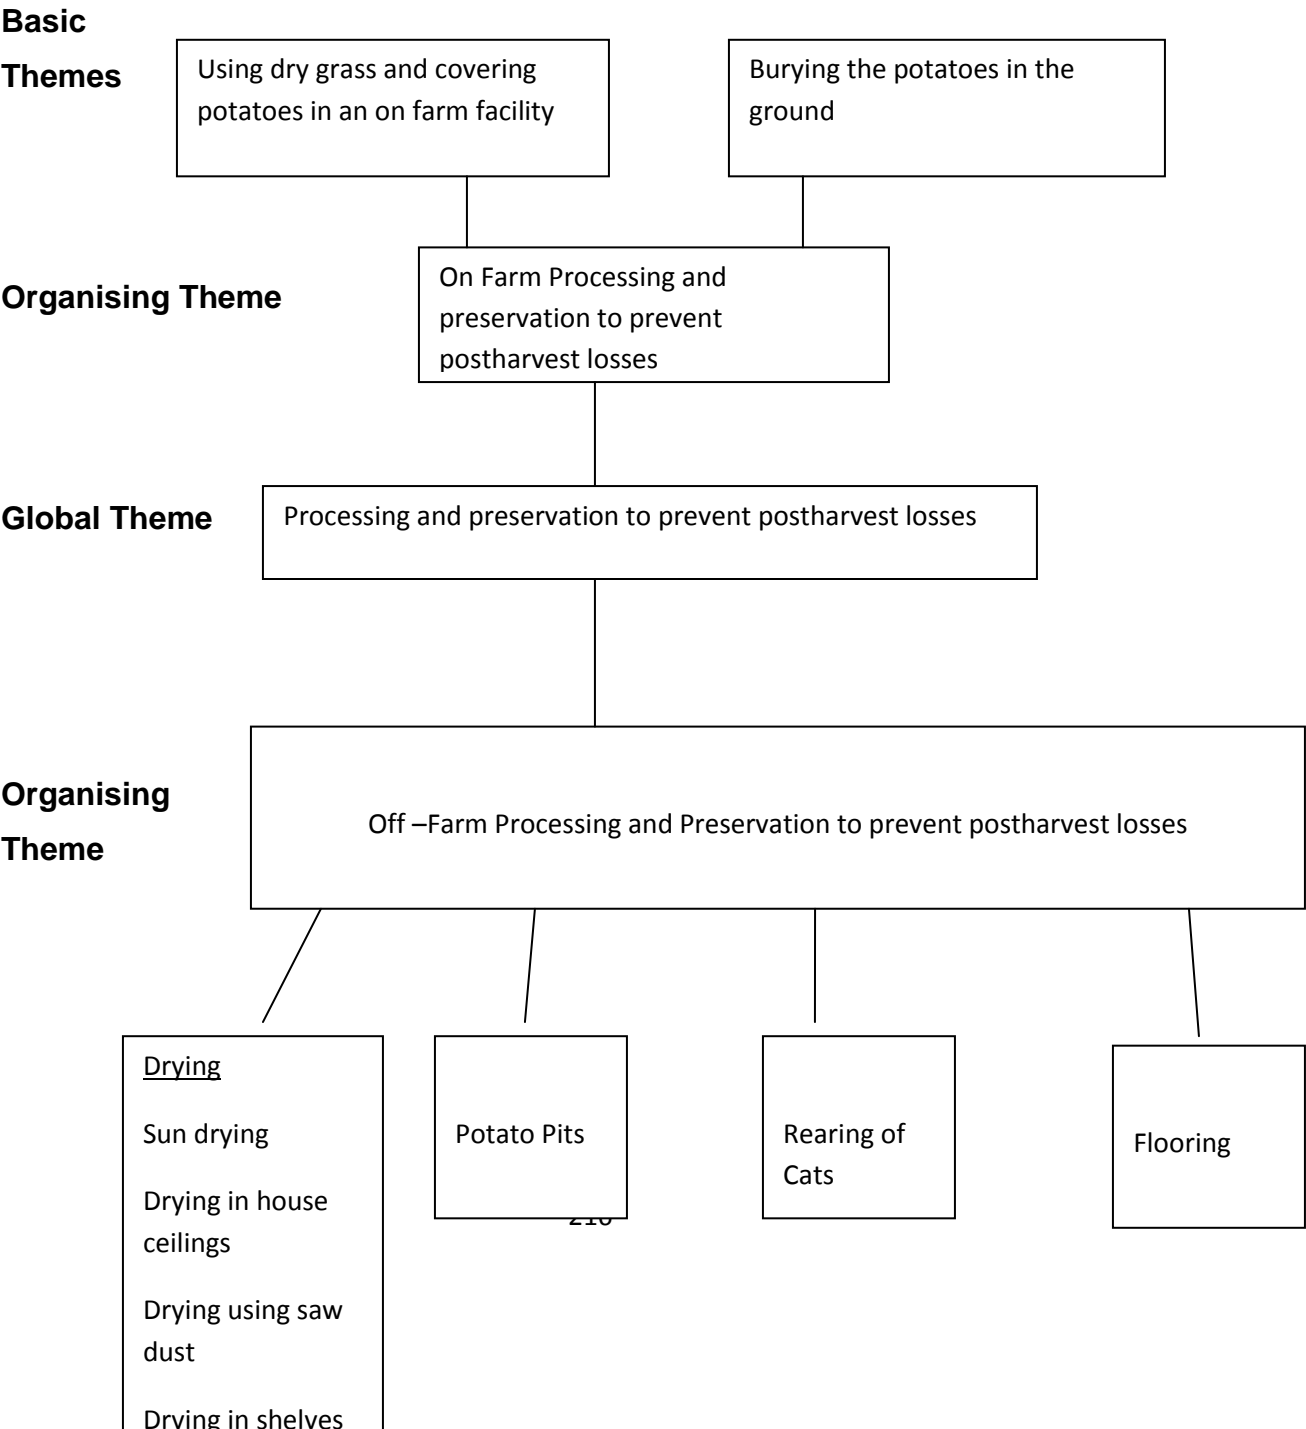 Basic
Themes
Using dry grass and covering
potatoes in an on farm facility
Burying the potatoes in the
ground
Organising Theme
On Farm Processing and
preservation to prevent
postharvest losses
Global Theme
Processing and preservation to prevent postharvest losses
Organising
Theme
Off –Farm Processing and Preservation to prevent postharvest losses
Drying
Sun drying
Drying in house
ceilings
Drying using saw
dust
Drying in shelves
Potato Pits
Rearing of
Cats
Flooring